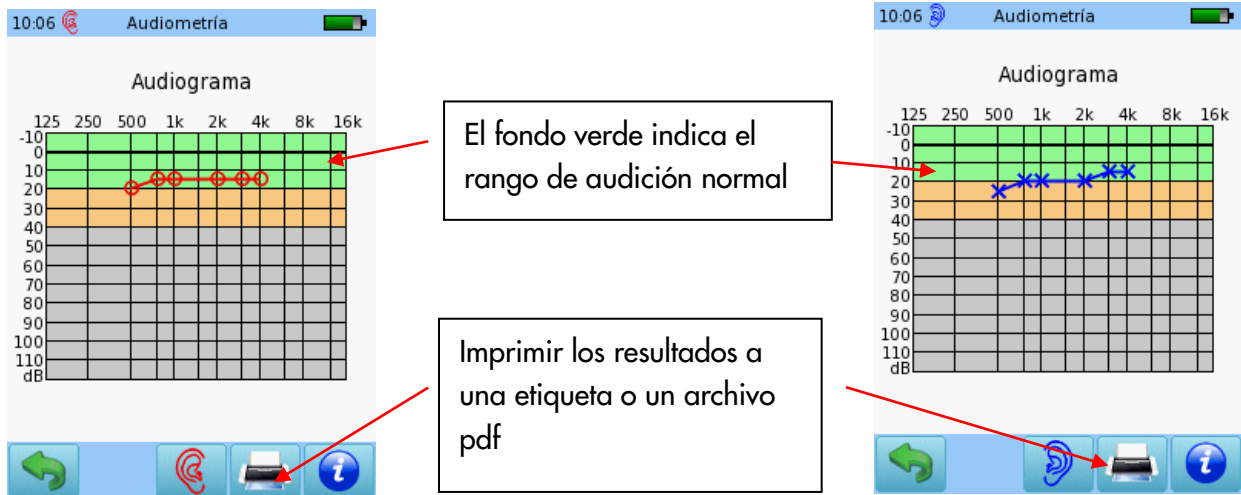 10:06 Audiometría
Audiograma
125 250 500 1k 2k 4k 8k 16k
-10
0
10
20
30
40
50
60
70
80
90
100
110
dB
El fondo verde indica el
rango de audición normal
Imprimir los resultados a
una etiqueta o un archivo
pdf
10:06 Audiometría
Audiograma
125 250 500 1k 2k 4k 8k 16k
-10
0
10
20
30
40
50
60
70
80
90
100
110
dB